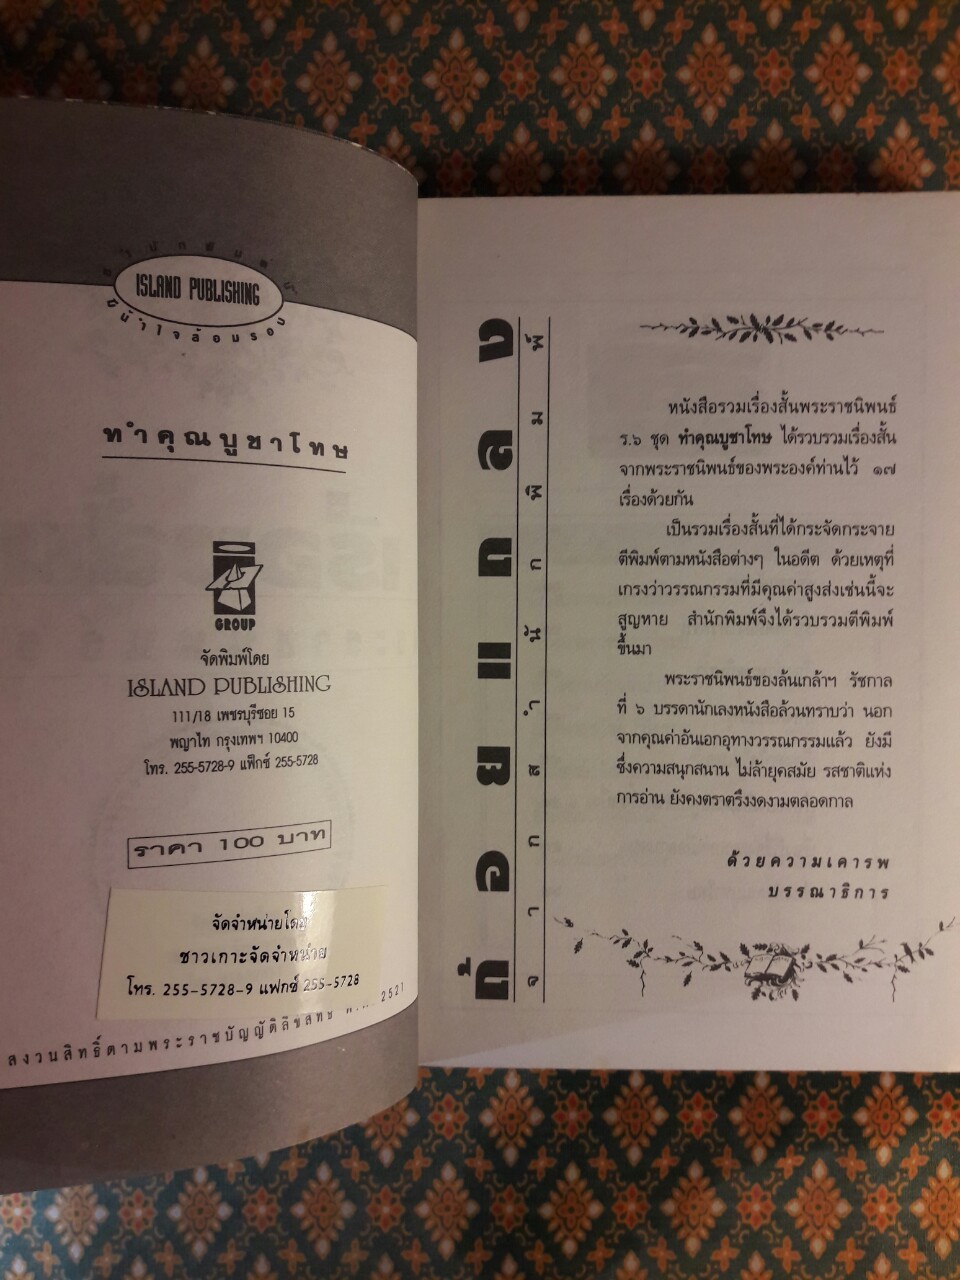 สำนักพิมพ์
ISLAND PUBLISHING
มีน้ำใจล้อมรอบ
ทำคุณบูชาโทษ
GROUP
จัดพิมพ์โดย
ISLAND PUBLISHING
111/18 เพชรบุรีซอย 15
พญาไท กรุงเทพฯ 10400
โทร. 255-5728-9 แฟ็กซ์ 255-5728
ราคา 100 บาท
จัดจำหน่ายโดย
ชาวเกาะจัดจำหน่าย
โทร. 255-5728-9 แฟกซ์ 255-5728
สงวนสิทธิ์ตามพระราชบัญญัติลิขสิทธิ์ 2521
ถ้อยแถลง
จากสำนักพิมพ์
หนังสือรวมเรื่องสั้นพระราชนิพนธ์
ร.๖ ชุด ทำคุณบูชาโทษ ได้รวบรวมเรื่องสั้น
จากพระราชนิพนธ์ของพระองค์ท่านไว้ ๑๗
เรื่องด้วยกัน
เป็นรวมเรื่องสั้นที่ได้กระจัดกระจาย
ตีพิมพ์ตามหนังสือต่างๆ ในอดีต ด้วยเหตุที่
เกรงว่าวรรณกรรมที่มีคุณค่าสูงส่งเช่นนี้จะ
สูญหาย สำนักพิมพ์จึงได้รวบรวมตีพิมพ์
ขึ้นมา
พระราชนิพนธ์ของล้นเกล้าฯ รัชกาล
ที่ ๖ บรรดานักเลงหนังสือล้วนทราบว่า นอก
จากคุณค่าอันเอกอุทางวรรณกรรมแล้ว ยังมี
ซึ่งความสนุกสนาน ไม่ล้ายุคสมัย รสชาติแห่ง
การอ่าน ยังคงตราตรึงงดงามตลอดกาล
ด้วยความเคารพ
บรรณาธิการ